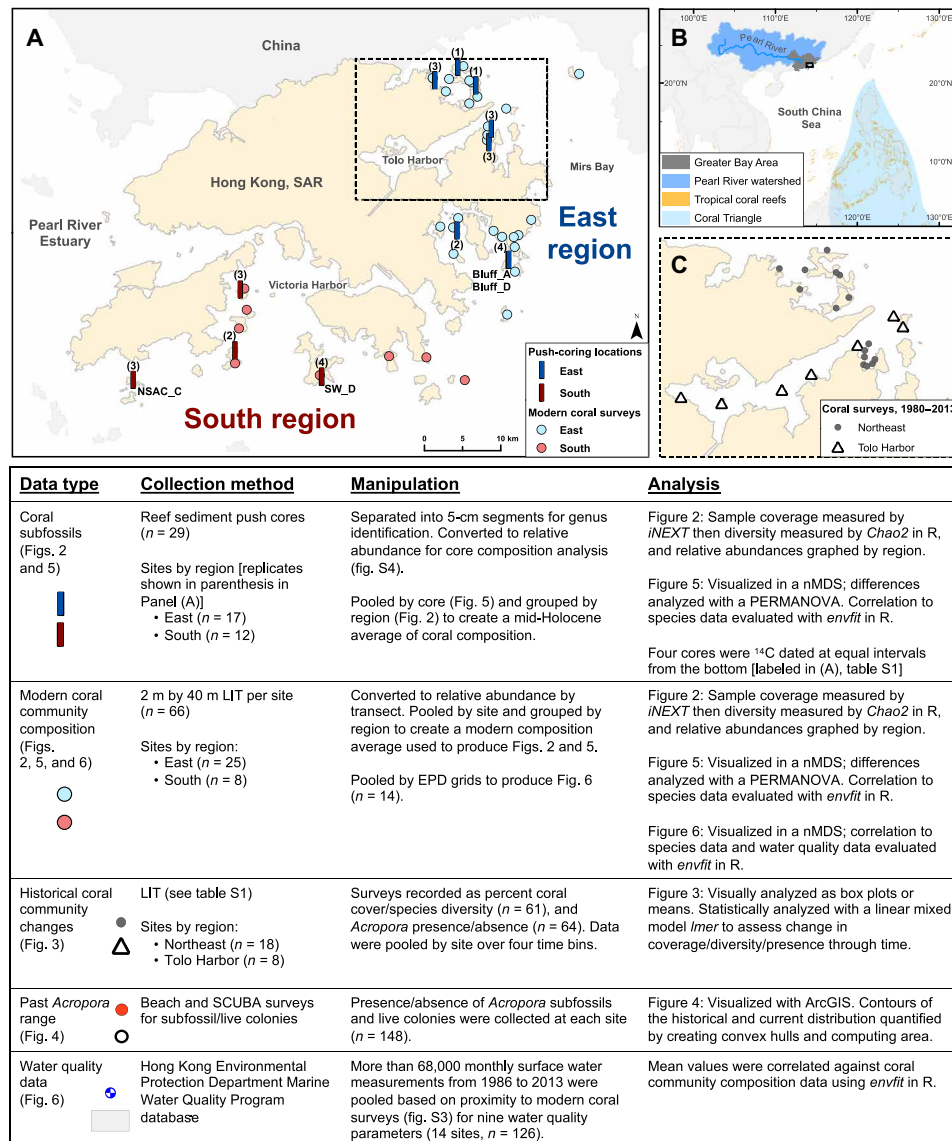 A
China
(1)
(3)
(1)
(3)
(3)
Tolo Harbor
Mirs Bay
Hong Kong, SAR
Pearl River
Estuary
East
region
(2)
(4)
Bluff_A
Bluff_D
Victoria Harbor
(3)
(2)
(3)
NSAC_C
(4)
SW_D
South region
N
Push-coring locations
East
South
Modern coral surveys
East
South
0 5 10 km
B
100°0'E 110°0'E 120°0'E 130°0'E
Pearl River
20°0'N
20°0'N
South China
Sea
10°0'N
10°0'N
Greater Bay Area
Pearl River watershed
Tropical coral reefs
Coral Triangle
120°0'E 130°0'E
C
Coral surveys, 1980–2013
Northeast
Tolo Harbor
Data type Collection method Manipulation Analysis
Coral
subfossils
(Figs. 2
and 5)
Reef sediment push cores
(n = 29)
Sites by region [replicates
shown in parenthesis in
Panel (A)]
• East (n = 17)
• South (n = 12)
Separated into 5-cm segments for genus
identification. Converted to relative
abundance for core composition analysis
(fig. S4).
Pooled by core (Fig. 5) and grouped by
region (Fig. 2) to create a mid-Holocene
average of coral composition.
Figure 2: Sample coverage measured by
iNEXT then diversity measured by Chao2 in R,
and relative abundances graphed by region.
Figure 5: Visualized in a nMDS; differences
analyzed with a PERMANOVA. Correlation to
species data evaluated with envfit in R.
Four cores were ¹⁴C dated at equal intervals
from the bottom [labeled in (A), table S1]
Modern coral
community
composition
(Figs.
2, 5, and 6)
2 m by 40 m LIT per site
(n = 66)
Sites by region:
• East (n = 25)
• South (n = 8)
Converted to relative abundance by
transect. Pooled by site and grouped by
region to create a modern composition
average used to produce Figs. 2 and 5.
Pooled by EPD grids to produce Fig. 6
(n = 14).
Figure 2: Sample coverage measured by
iNEXT then diversity measured by Chao2 in R,
and relative abundances graphed by region.
Figure 5: Visualized in a nMDS; differences
analyzed with a PERMANOVA. Correlation to
species data evaluated with envfit in R.
Figure 6: Visualized in a nMDS; correlation to
species data and water quality data evaluated
with envfit in R.
Historical coral
community
changes
(Fig. 3)
LIT (see table S1)
Sites by region:
• Northeast (n = 18)
• Tolo Harbor (n = 8)
Surveys recorded as percent coral
cover/species diversity (n = 61), and
Acropora presence/absence (n = 64). Data
were pooled by site over four time bins.
Figure 3: Visually analyzed as box plots or
means. Statistically analyzed with a linear mixed
model lmer to assess change in
coverage/diversity/presence through time.
Past Acropora
range
(Fig. 4)
Beach and SCUBA surveys
for subfossil/live colonies
Presence/absence of Acropora subfossils
and live colonies were collected at each site
(n = 148).
Figure 4: Visualized with ArcGIS. Contours of
the historical and current distribution quantified
by creating convex hulls and computing area.
Water quality
data
(Fig. 6)
Hong Kong Environmental
Protection Department Marine
Water Quality Program
database
More than 68,000 monthly surface water
measurements from 1986 to 2013 were
pooled based on proximity to modern coral
surveys (fig. S3) for nine water quality
parameters (14 sites, n = 126).
Mean values were correlated against coral
community composition data using envfit in R.